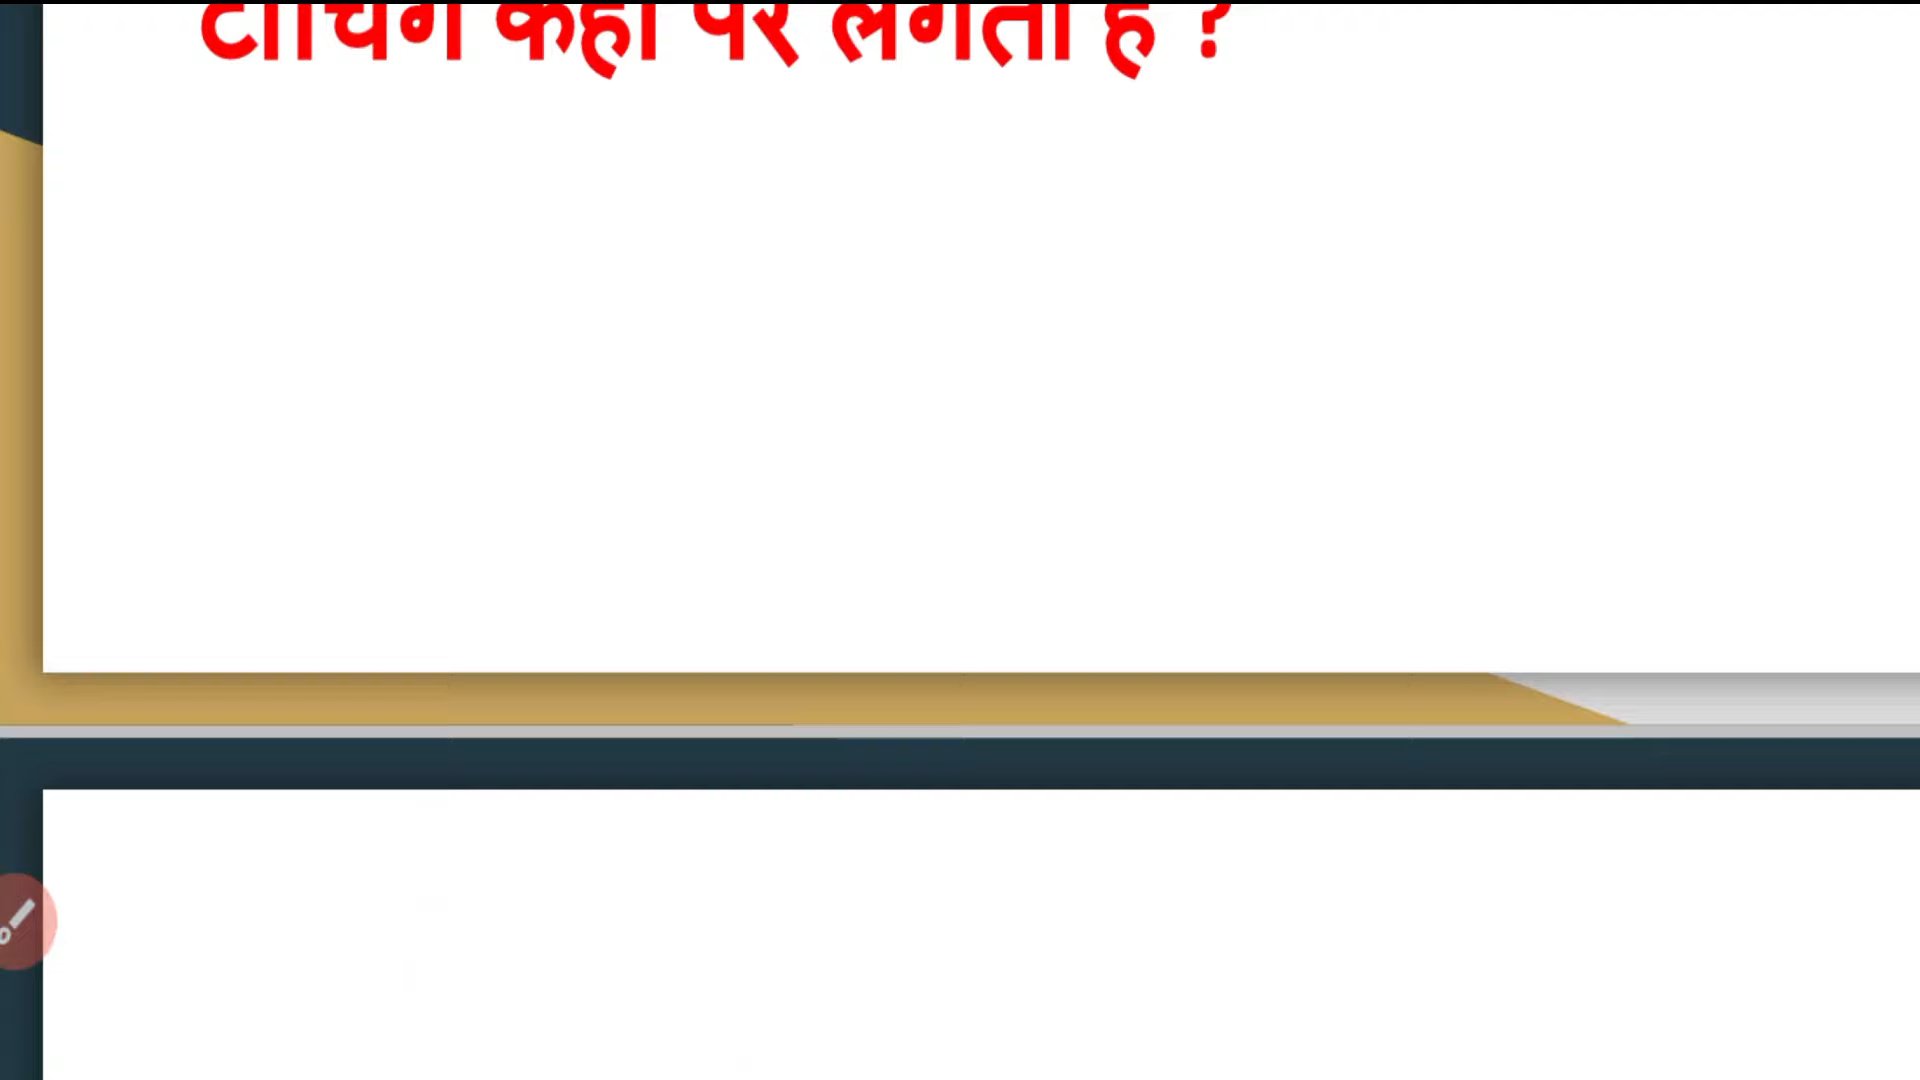 टाचिंग कहाँ पर लगता है ?